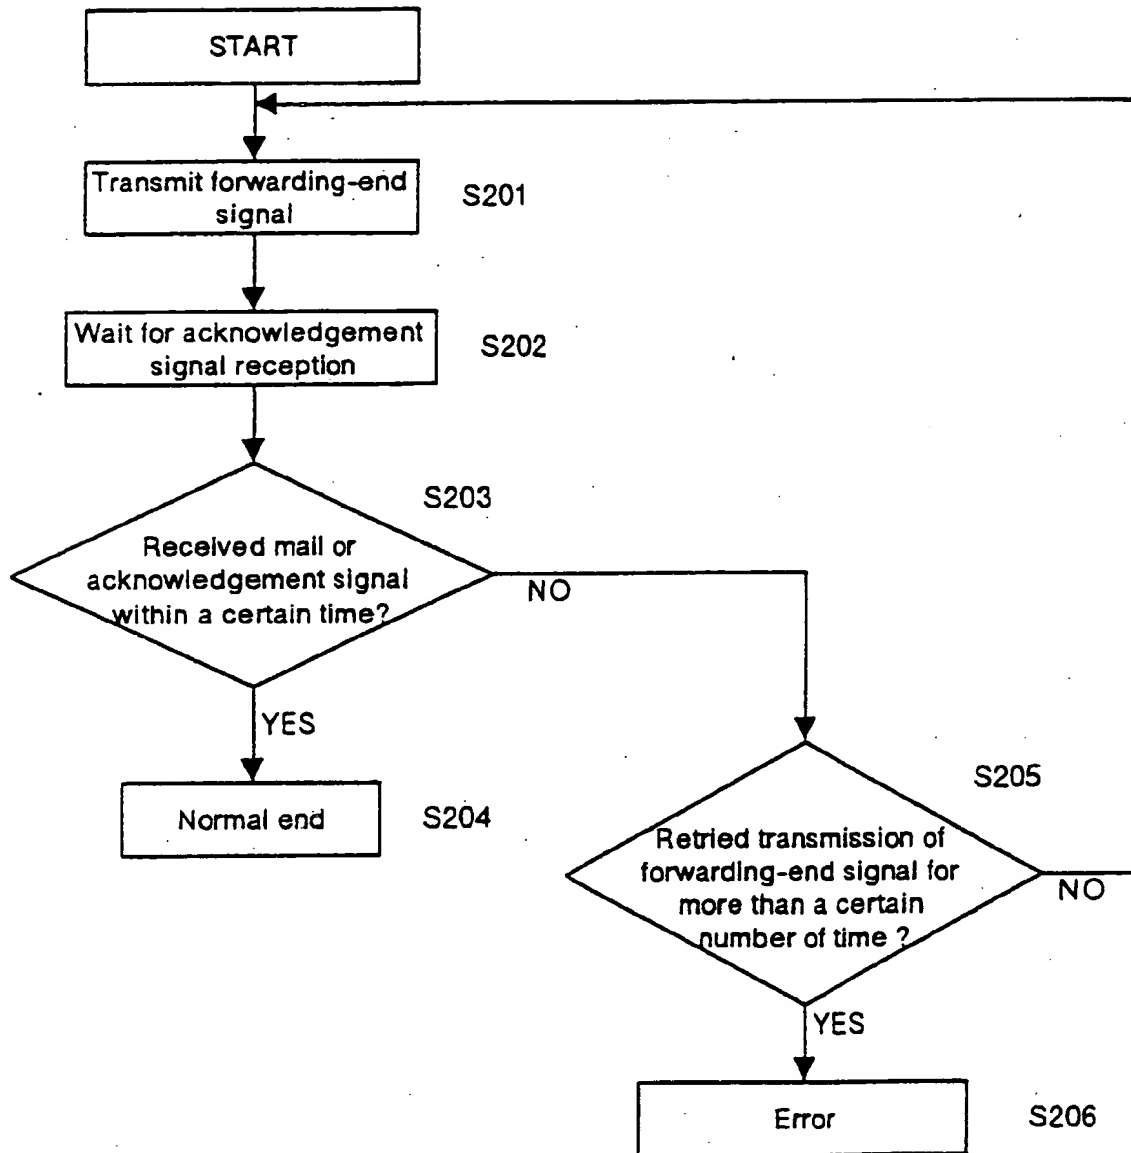 START
Transmit forwarding-end
signal
S201
Wait for acknowledgement
signal reception
S202
S203
Received mail or
acknowledgement signal
within a certain time?
NO
YES
Normal end
S204
S205
Retried transmission of
forwarding-end signal for
more than a certain
number of time ?
NO
YES
Error
S206